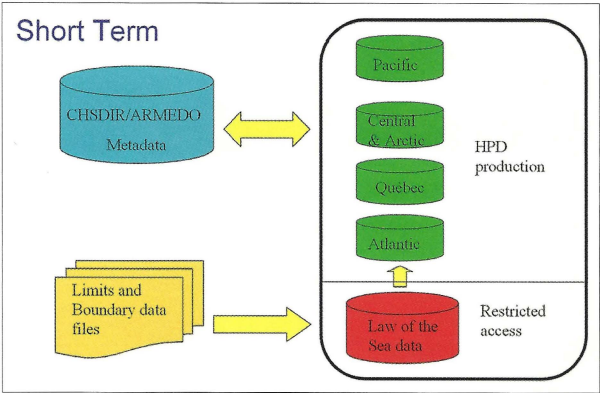 Short Term
CHSDIR/ARMEDO
Metadata
Pacific
Central
& Arctic
Québec
Atlantic
HPD
production
Limits and
Boundary data
files
Law of the
Sea data
Restricted
access